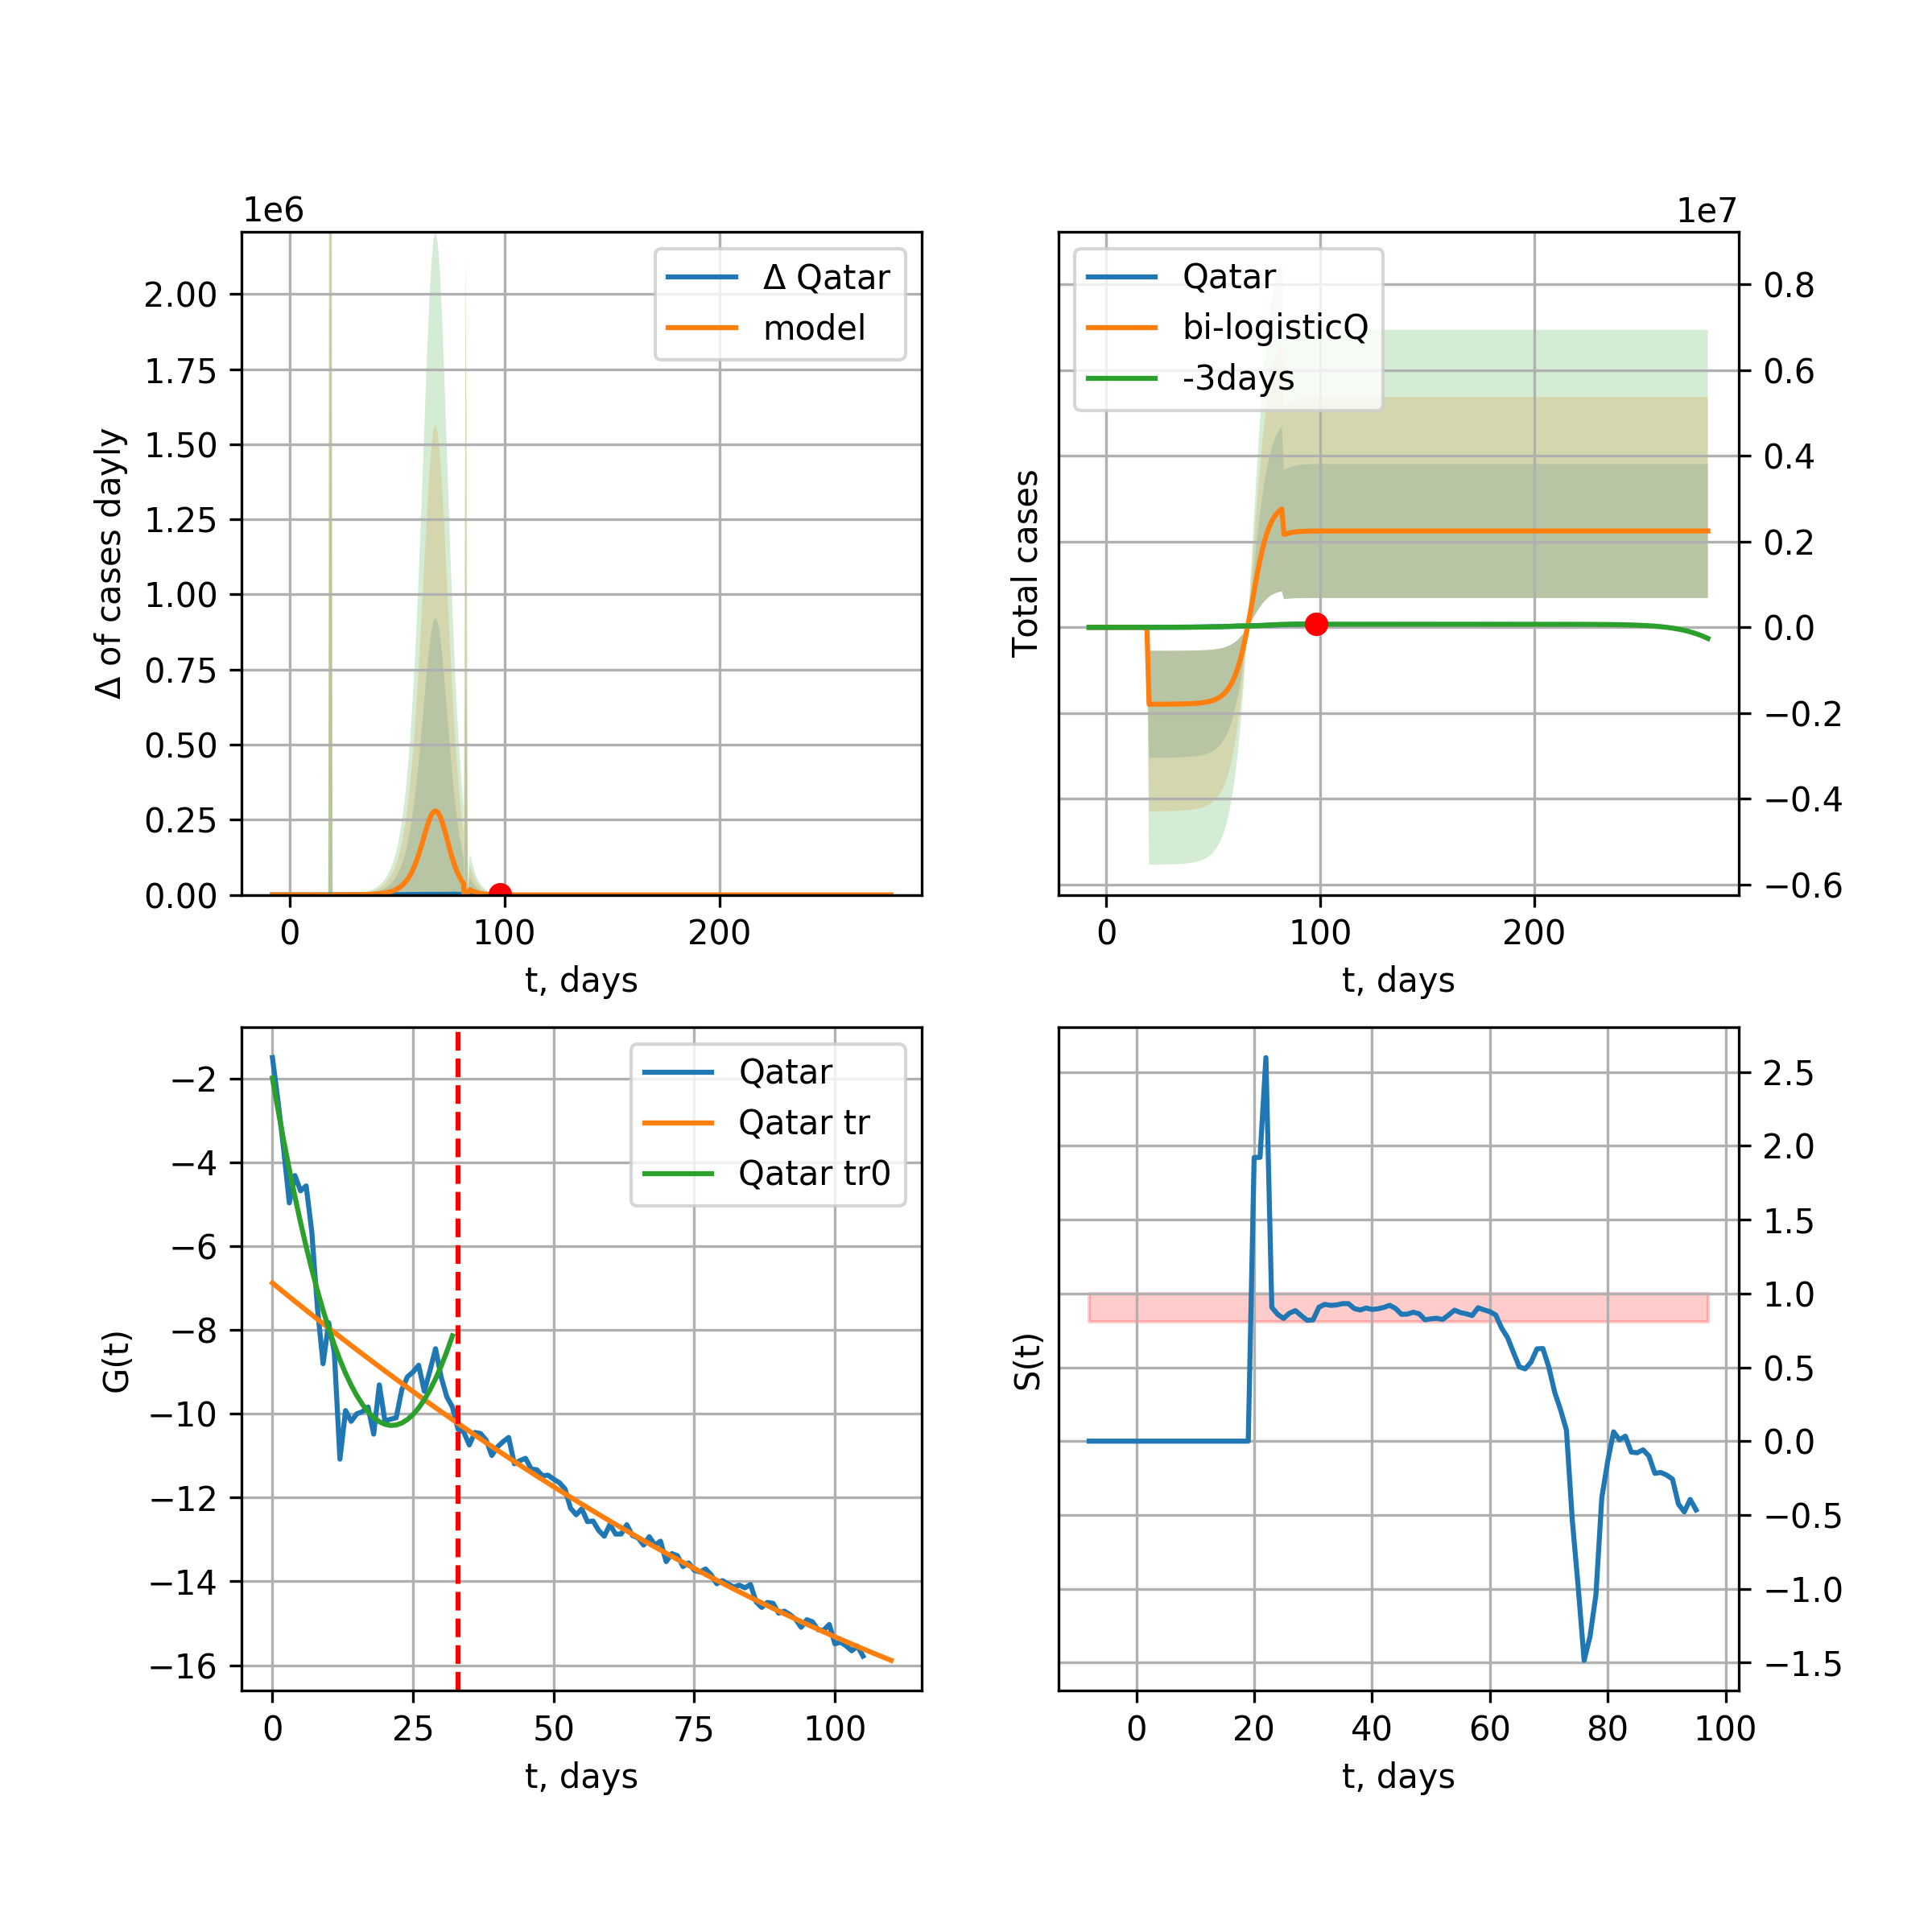 1e6
Δ Qatar
model
2.00
1.75
1.50
1.25
1.00
0.75
0.50
0.25
0.00
Δ of cases dayly
0 100 200
t, days
1e7
Qatar
bi-logisticQ
-3days
0.8
0.6
0.4
0.2
0.0
−0.2
−0.4
−0.6
Total cases
0 100 200
t, days
Qatar
Qatar tr
Qatar tr0
−2
−4
−6
−8
−10
−12
−14
−16
G(t)
0 25 50 75 100
t, days
2.5
2.0
1.5
1.0
0.5
0.0
−0.5
−1.0
−1.5
S(t)
0 20 40 60 80 100
t, days